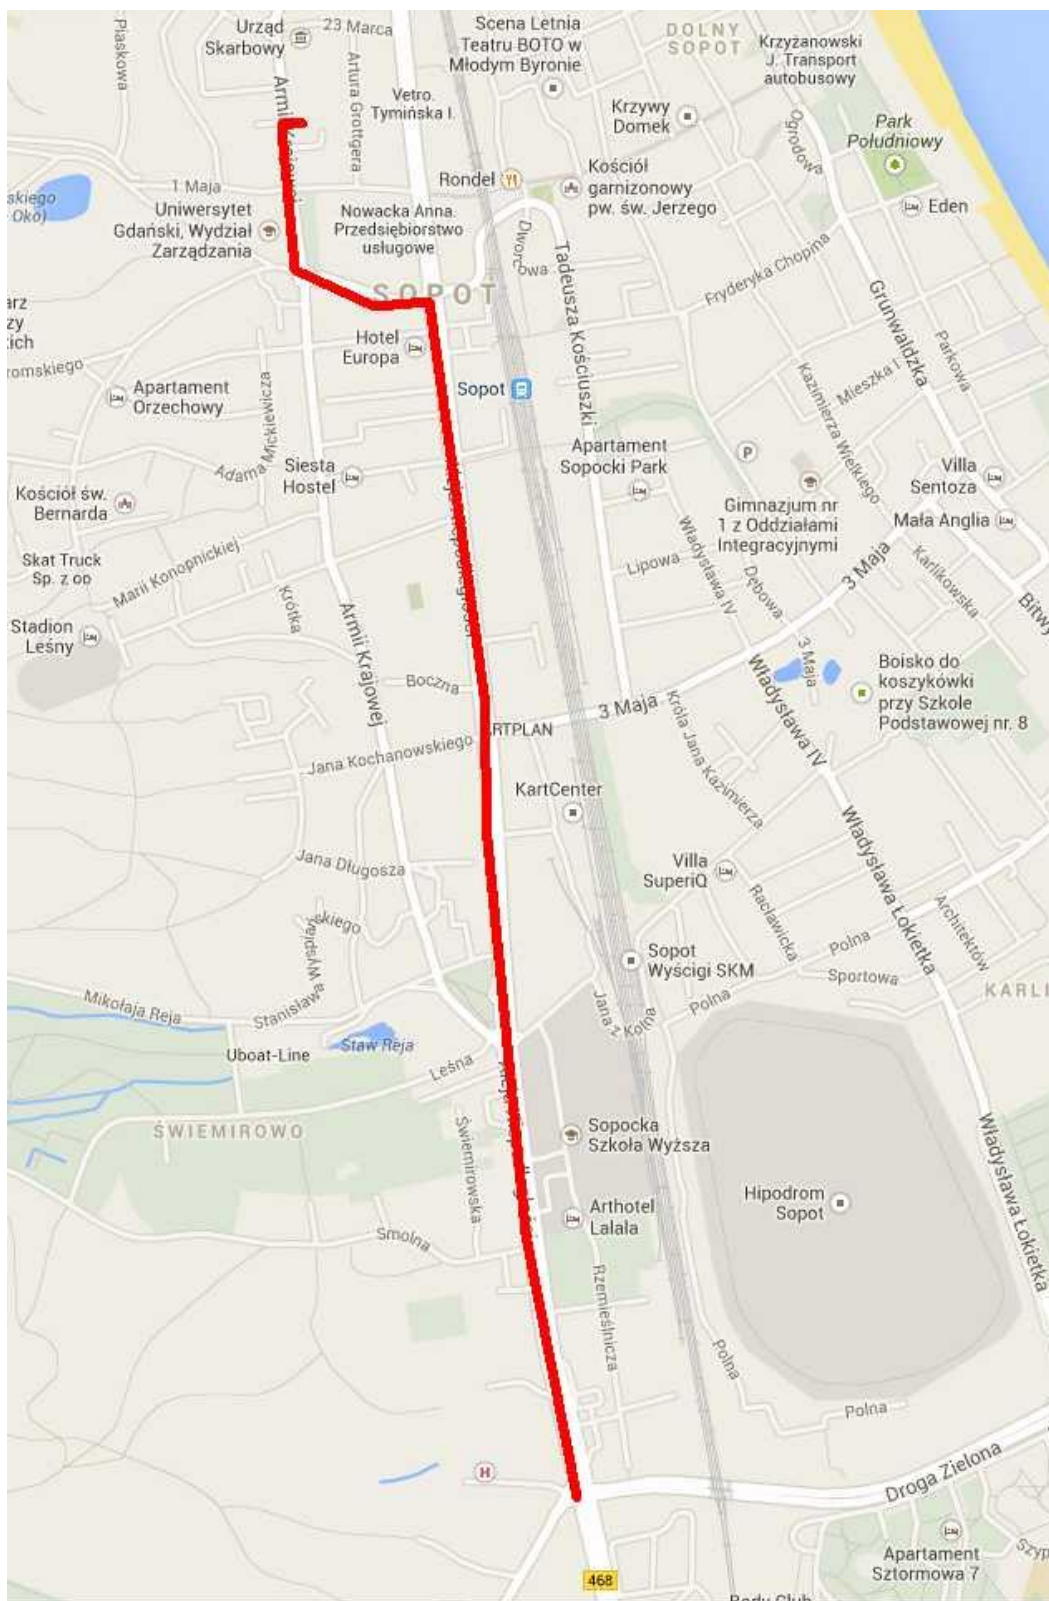 Piaskowa
Urząd
Skarbowy
23 Marca
Artura Grottgera
Armii Krajowej
Vetro.
Tymińska I.
Scena Letnia
Teatru BOTO w
Młodym Byronie
DOLNY
SOPOT
Krzyżanowski
J. Transport
autobusowy
Krzywy
Domek
Ogrodowa
Park
Południowy
Rondel
Kościół
garnizonowy
pw. św. Jerzego
Eden
1 Maja
Uniwersytet
Gdański, Wydział
Zarządzania
Nowacka Anna.
Przedsiębiorstwo
usługowe
Dworcowa
Tadeusza Kościuszki
Fryderyka Chopina
Grunwaldzka
Parkowa
SOPOT
Hotel
Europa
Sopot
Kazimierza Wielkiego
Mieszka I
Apartament
Orzechowy
Adama Mickiewicza
Siesta
Hostel
Apartament
Sopocki Park
P
Gimnazjum nr
1 z Oddziałami
Integracyjnymi
Villa
Sentoza
Mała Anglia
Kościół św.
Bernarda
Skat Truck
Sp. z oo
Marii Konopnickiej
Krótka
Lipowa
Władysława IV
Dębowa
3 Maja
Karlikowska
Bitwy
Stadion
Leśny
Armii Krajowej
Boczna
3 Maja
3 Maja
Władysława IV
Boisko do
koszykówki
przy Szkole
Podstawowej nr. 8
RTPLAN
Jana Kochanowskiego
Króla Jana Kazimierza
KartCenter
Władysława Łokietka
Jana Długosza
Villa
SuperiQ
Racławicka
Polna
Architektów
Stanisława Wyspiańskiego
Sopot
Wyścigi SKM
Sportowa
Mikołaja Reja
Jana z Kolna
Polna
KARLI
Uboat-Line
Staw Reja
Leśna
ŚWIEMIROWO
Świemirowska
Sopocka
Szkoła Wyższa
Władysława Łokietka
Hipodrom
Sopot
Arthotel
Lalala
Smolna
Rzemieślnicza
Polna
Polna
H
Droga Zielona
Apartament
Sztormowa 7
468